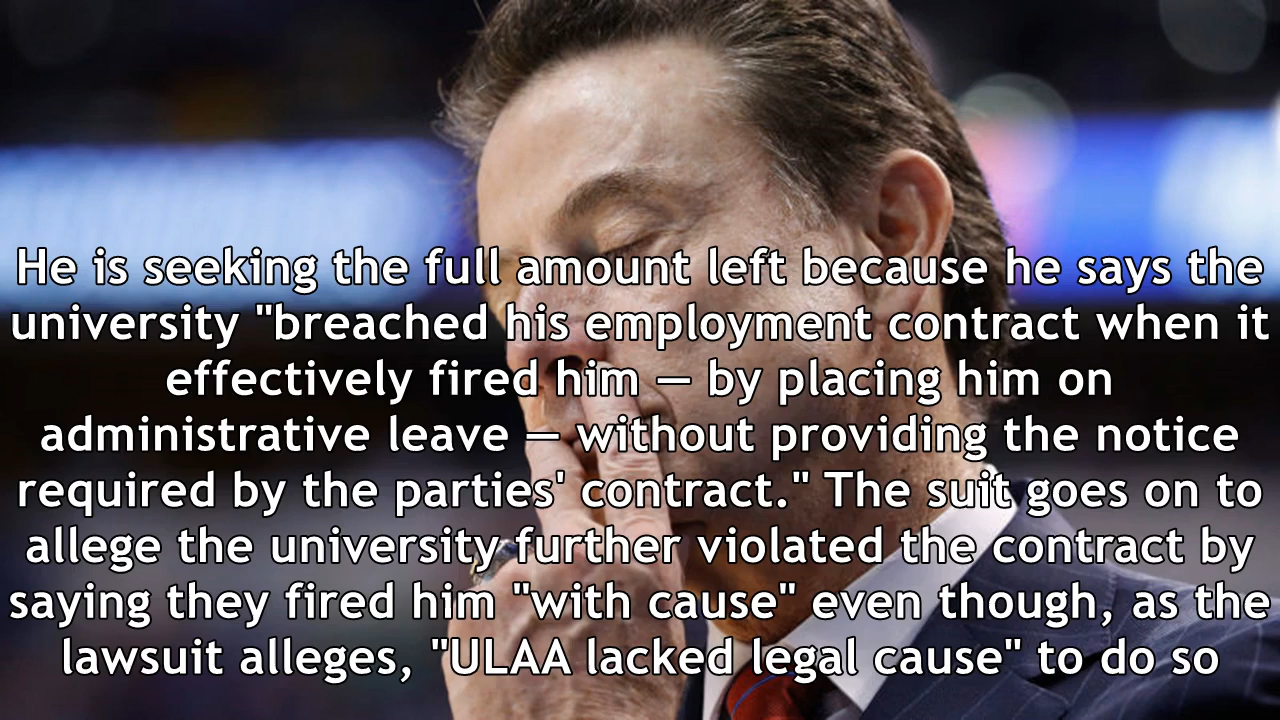 He is seeking the full amount left because he says the
university "breached his employment contract when it
effectively fired him — by placing him on
administrative leave — without providing the notice
required by the parties' contract." The suit goes on to
allege the university further violated the contract by
saying they fired him "with cause" even though, as the
lawsuit alleges, "ULAA lacked legal cause" to do so